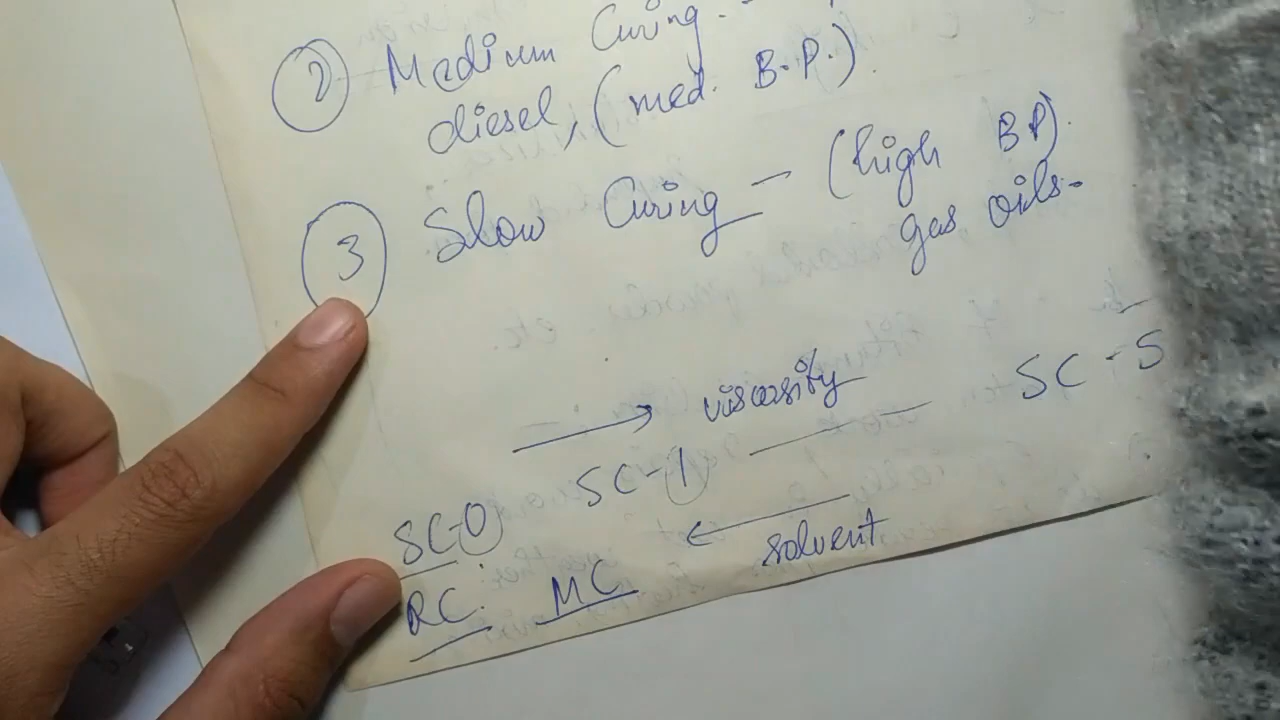 2 Medium Curing -
diesel, (med. B.P.)
3 Slow Curing - (high BP).
gas oils.
→ viscosity
SC-0 SC-1 — — SC-5
← solvent
RC. MC